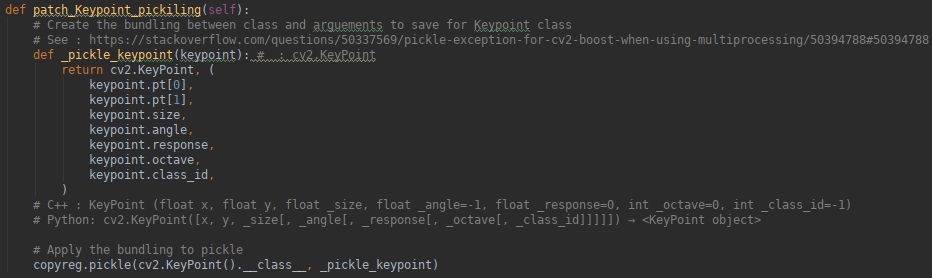 def patch_Keypoint_pickiling(self):
    # Create the bundling between class and arguements to save for Keypoint class
    # See : https://stackoverflow.com/questions/50337569/pickle-exception-for-cv2-boost-when-using-multiprocessing/50394788#50394788
    def _pickle_keypoint(keypoint): #  : cv2.KeyPoint
        return cv2.KeyPoint, (
            keypoint.pt[0],
            keypoint.pt[1],
            keypoint.size,
            keypoint.angle,
            keypoint.response,
            keypoint.octave,
            keypoint.class_id,
        )
    # C++ : KeyPoint (float x, float y, float _size, float _angle=-1, float _response=0, int _octave=0, int _class_id=-1)
    # Python: cv2.KeyPoint([x, y, _size[, _angle[, _response[, _octave[, _class_id]]]]]) → <KeyPoint object>
    # Apply the bundling to pickle
    copyreg.pickle(cv2.KeyPoint().__class__, _pickle_keypoint)